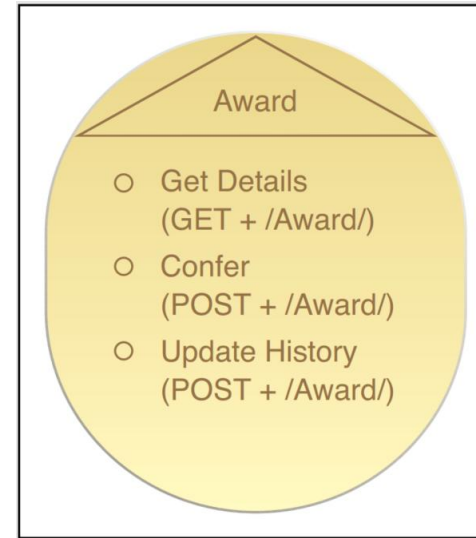 Award
Get Details
(GET + /Award/)
Confer
(POST + /Award/)
Update History
(POST + /Award/)